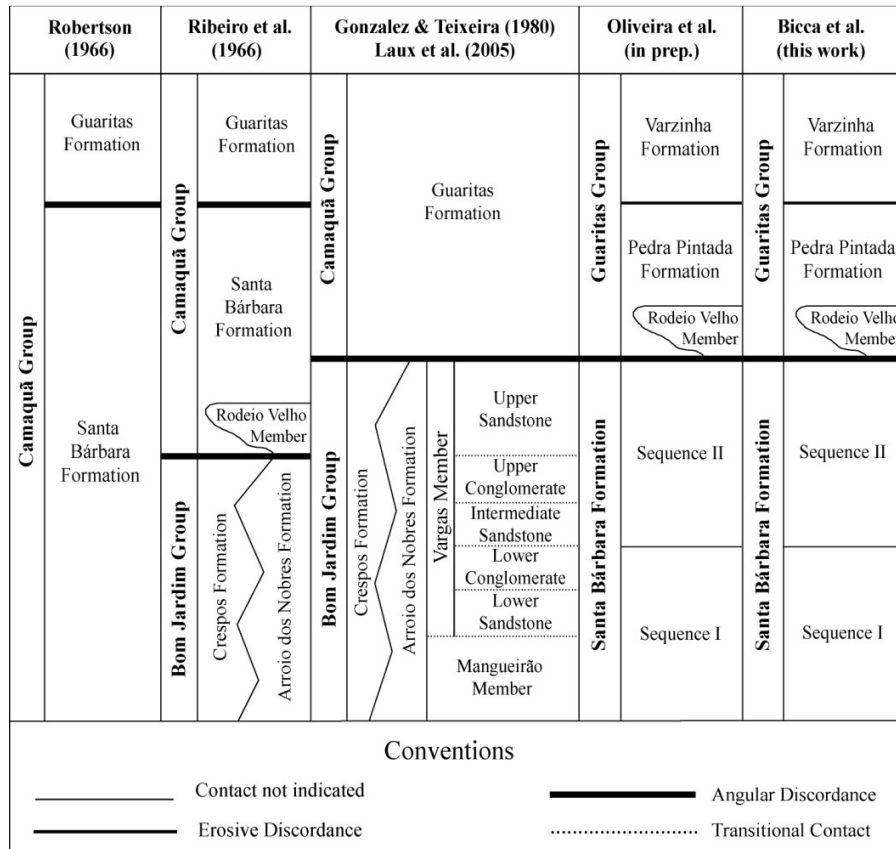 Robertson
(1966)
Ribeiro et al.
(1966)
Gonzalez & Teixeira (1980)
Laux et al. (2005)
Oliveira et al.
(in prep.)
Bicca et al.
(this work)
Camaquã Group
Guaritas
Formation
Santa
Bárbara
Formation
Camaquã Group
Guaritas
Formation
Santa
Bárbara
Formation
Rodeio Velho
Member
Bom Jardim Group
Crespos Formation
Arroio dos Nobres Formation
Camaquã Group
Guaritas
Formation
Bom Jardim Group
Crespos Formation
Arroio dos Nobres Formation
Vargas Member
Upper
Sandstone
Upper
Conglomerate
Intermediate
Sandstone
Lower
Conglomerate
Lower
Sandstone
Mangueirão
Member
Guaritas Group
Varzinha
Formation
Pedra Pintada
Formation
Rodeio Velho
Member
Santa Bárbara Formation
Sequence II
Sequence I
Guaritas Group
Varzinha
Formation
Pedra Pintada
Formation
Rodeio Velho
Member
Santa Bárbara Formation
Sequence II
Sequence I
Conventions
Contact not indicated
Angular Discordance
Erosive Discordance
Transitional Contact